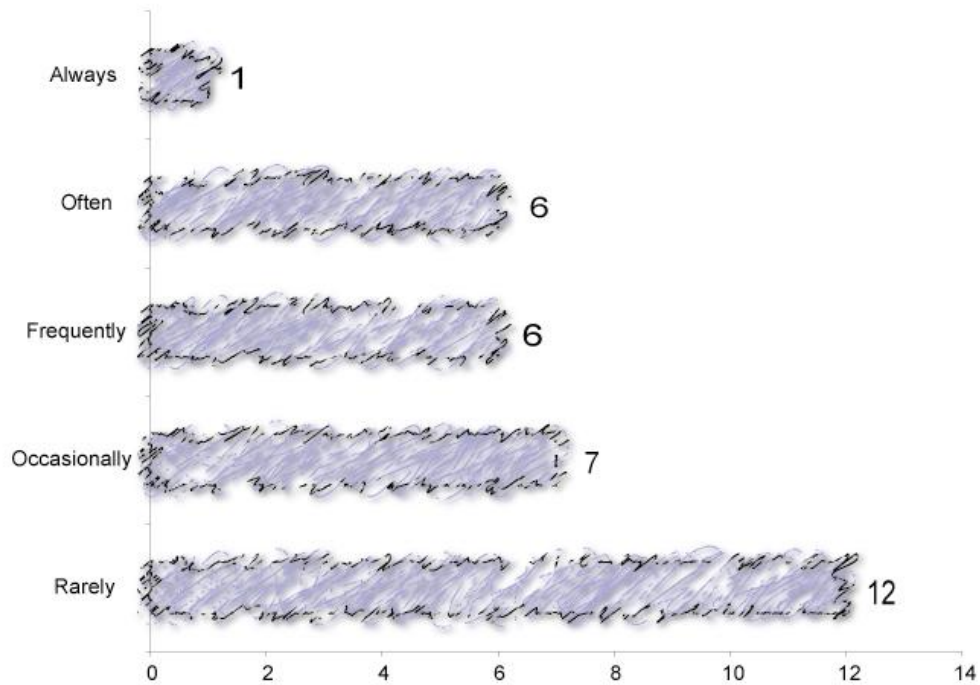 Always 1
Often 6
Frequently 6
Occasionally 7
Rarely 12
0 2 4 6 8 10 12 14